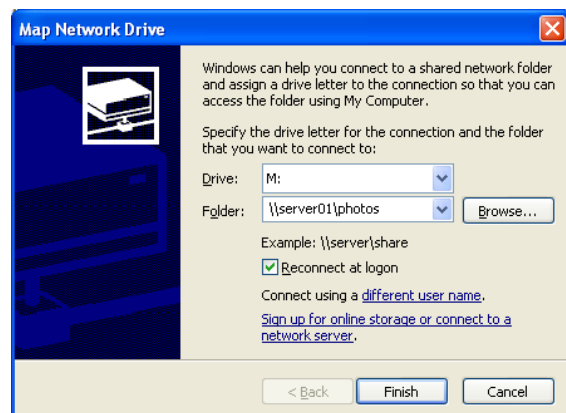 Map Network Drive
Windows can help you connect to a shared network folder
and assign a drive letter to the connection so that you can
access the folder using My Computer.
Specify the drive letter for the connection and the folder
that you want to connect to:
Drive: M:
Folder: \\server01\photos Browse...
Example: \\server\share
Reconnect at logon
Connect using a different user name.
Sign up for online storage or connect to a
network server.
< Back Finish Cancel